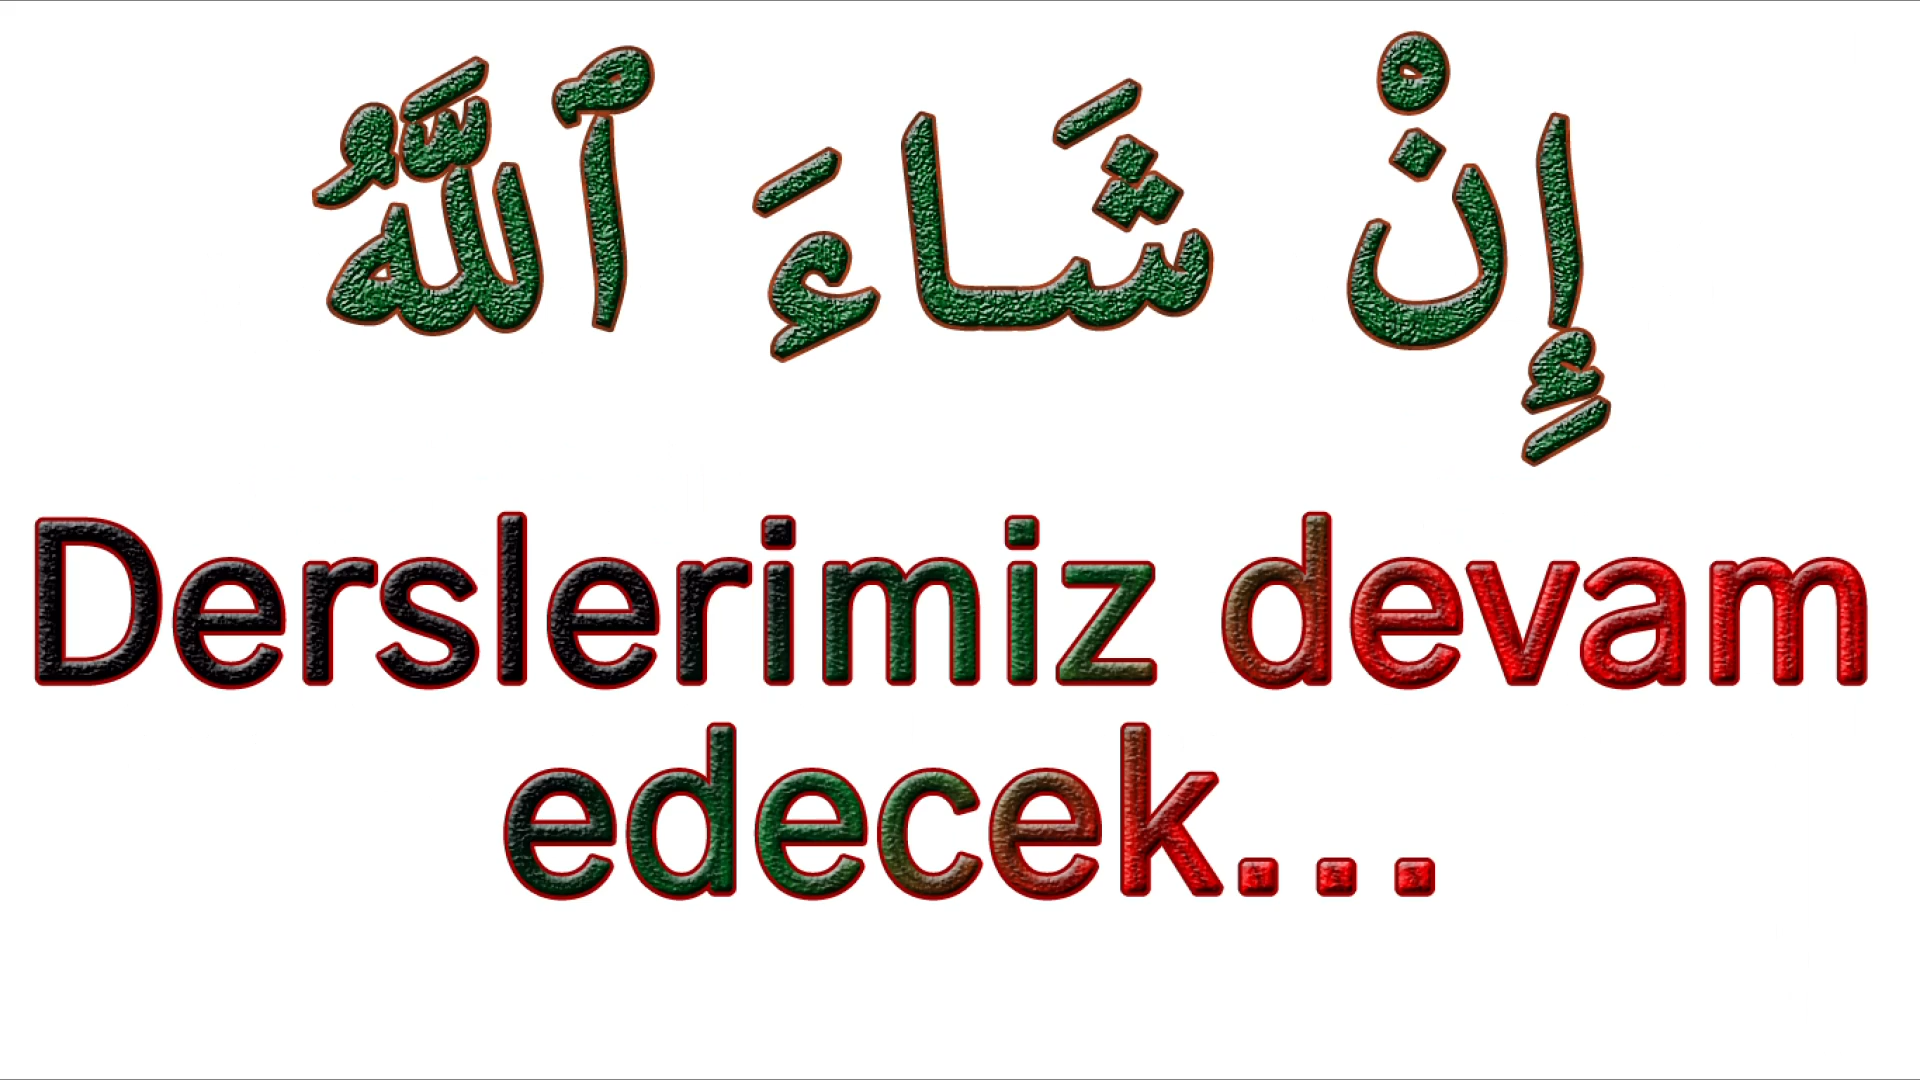 إِنْ شَاءَ ٱللَّهُ
Derslerimiz devam
edecek...